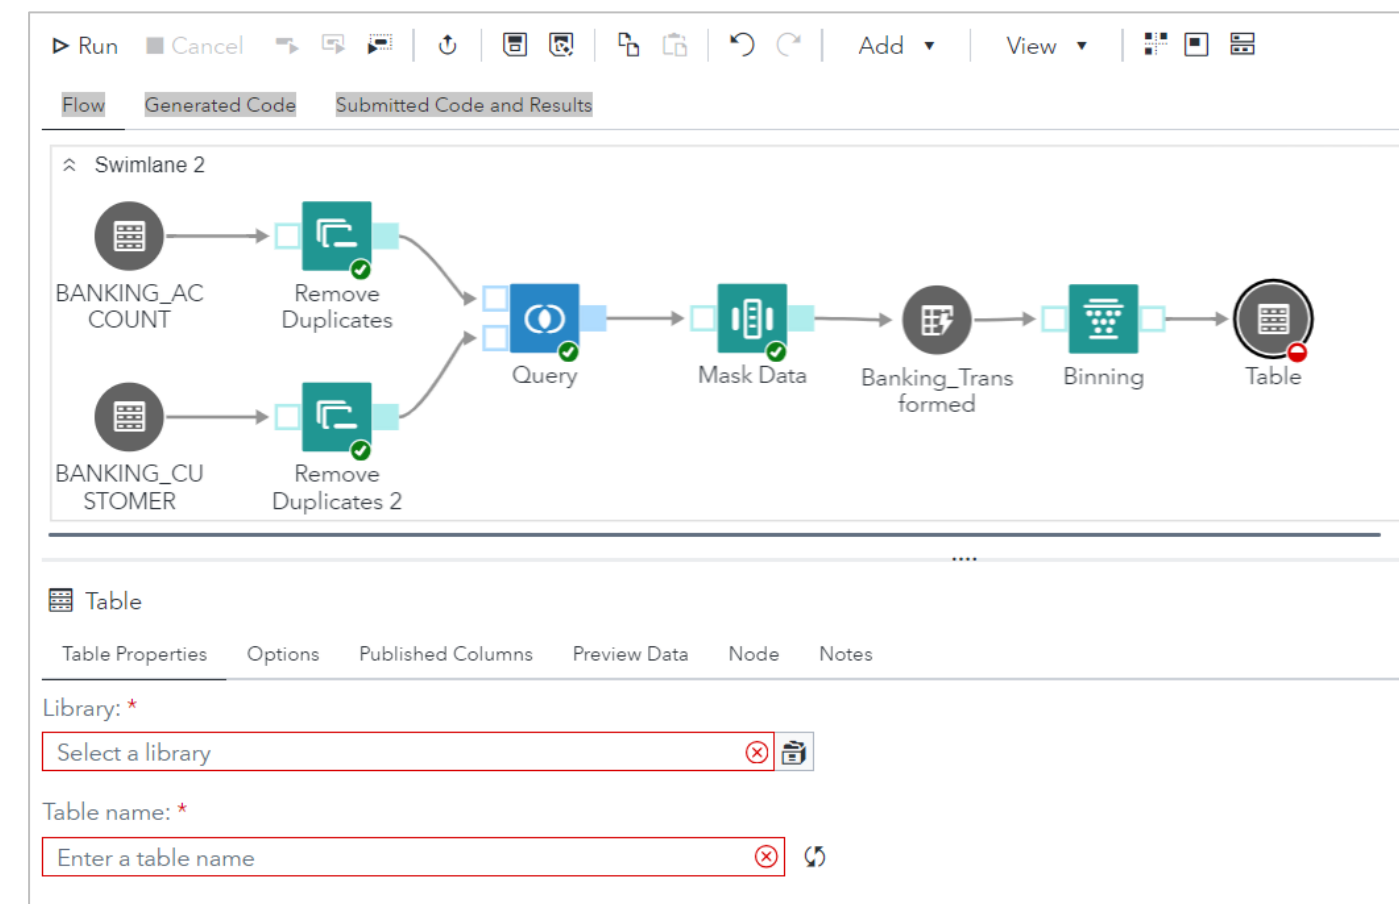 Run Cancel Add View
Flow Generated Code Submitted Code and Results
Swimlane 2
BANKING_AC
COUNT
Remove
Duplicates
BANKING_CU
STOMER
Remove
Duplicates 2
Query
Mask Data
Banking_Trans
formed
Binning
Table
Table
Table Properties Options Published Columns Preview Data Node Notes
Library: *
Select a library
Table name: *
Enter a table name